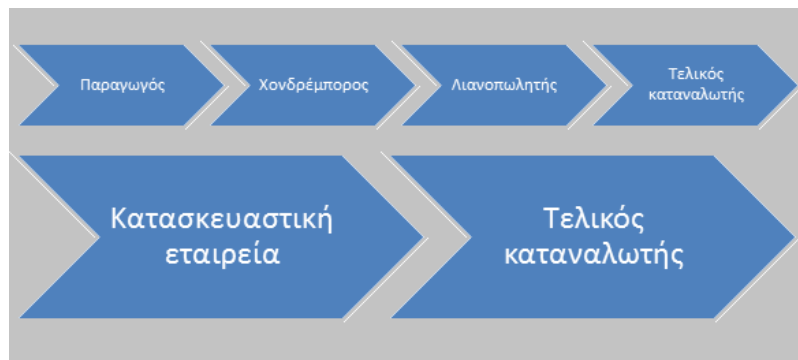 Παραγωγός
Χονδρέμπορος
Λιανοπωλητής
Τελικός
καταναλωτής
Κατασκευαστική
εταιρεία
Τελικός
καταναλωτής